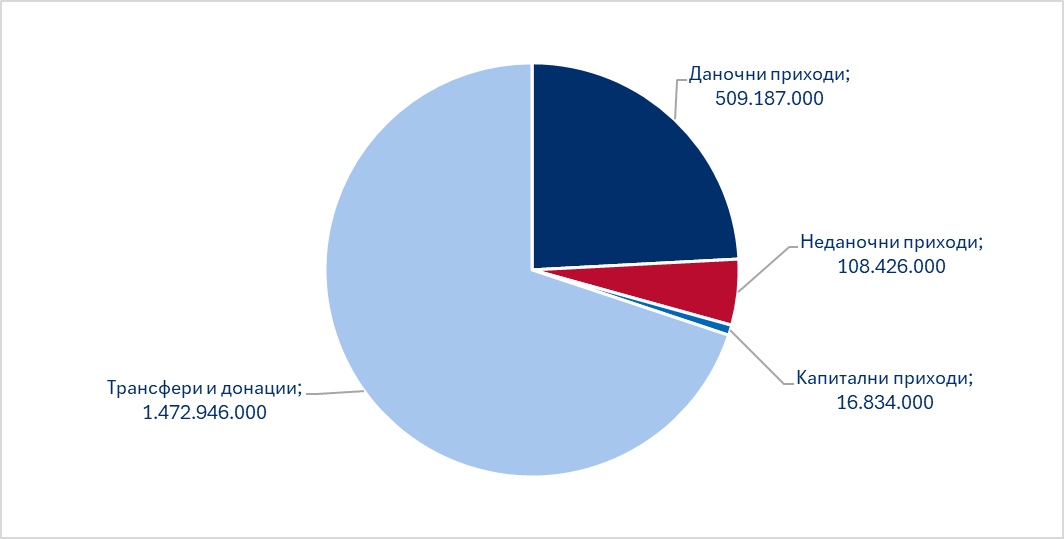 Даночни приходи;
509.187.000
Неданочни приходи;
108.426.000
Капитални приходи;
16.834.000
Трансфери и донации;
1.472.946.000